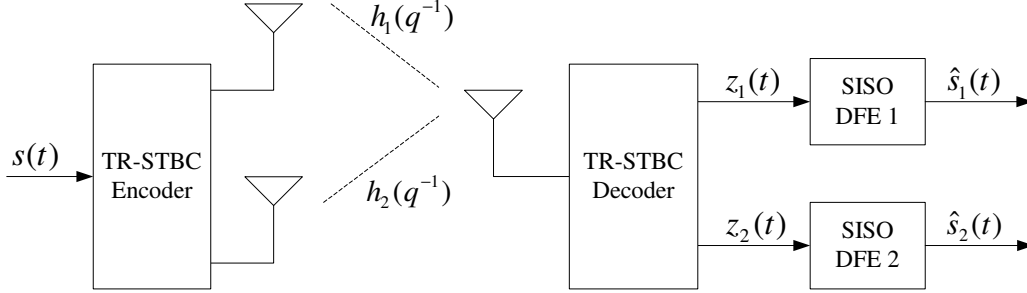 h₁(q⁻¹)
s(t)
TR-STBC
Encoder
h₂(q⁻¹)
TR-STBC
Decoder
z₁(t)
SISO
DFE 1
ŝ₁(t)
z₂(t)
SISO
DFE 2
ŝ₂(t)